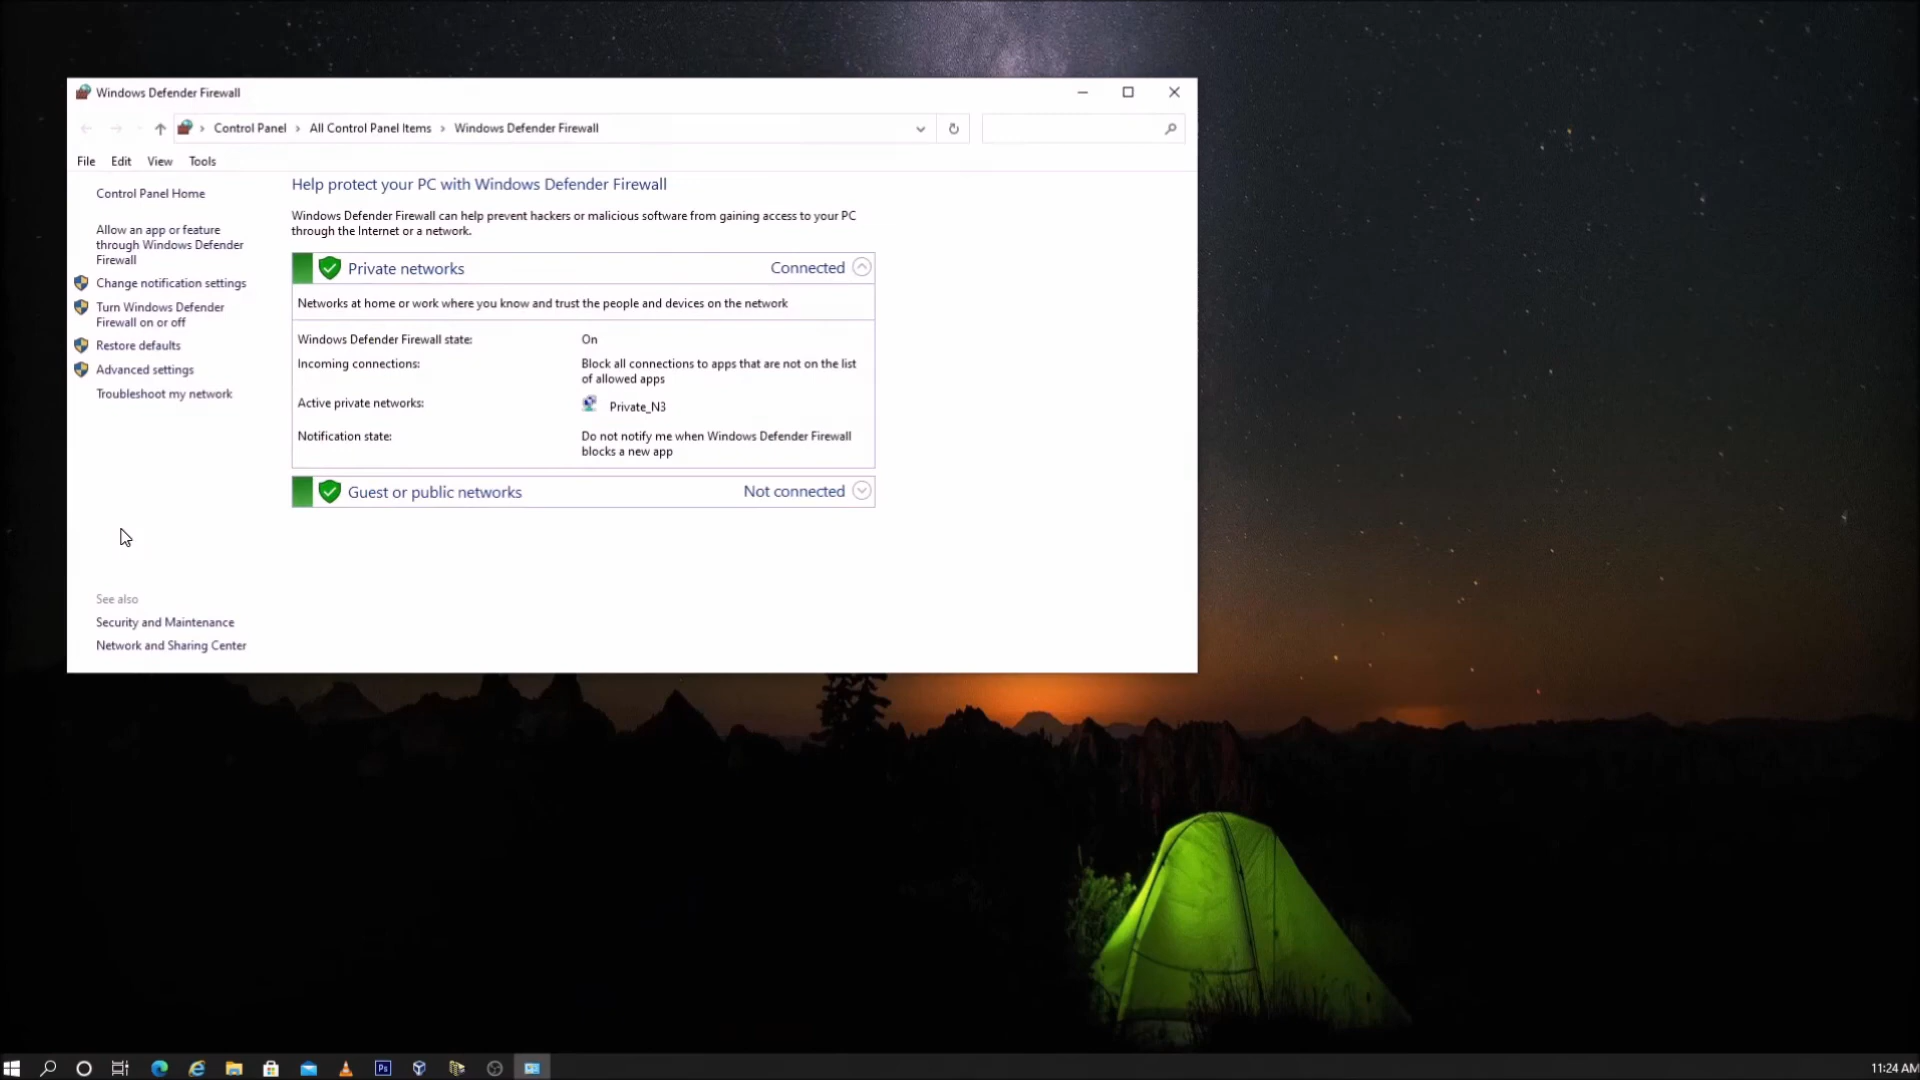 Windows Defender Firewall
Control Panel
All Control Panel Items
Windows Defender Firewall
File
Edit
View
Tools
Control Panel Home
Allow an app or feature
through Windows Defender
Firewall
Change notification settings
Turn Windows Defender
Firewall on or off
Restore defaults
Advanced settings
Troubleshoot my network
See also
Security and Maintenance
Network and Sharing Center
Help protect your PC with Windows Defender Firewall
Windows Defender Firewall can help prevent hackers or malicious software from gaining access to your PC
through the Internet or a network.
Private networks
Connected
Networks at home or work where you know and trust the people and devices on the network
Windows Defender Firewall state:
On
Incoming connections:
Block all connections to apps that are not on the list
of allowed apps
Active private networks:
Private_N3
Notification state:
Do not notify me when Windows Defender Firewall
blocks a new app
Guest or public networks
Not connected
Ps
11:24 AM